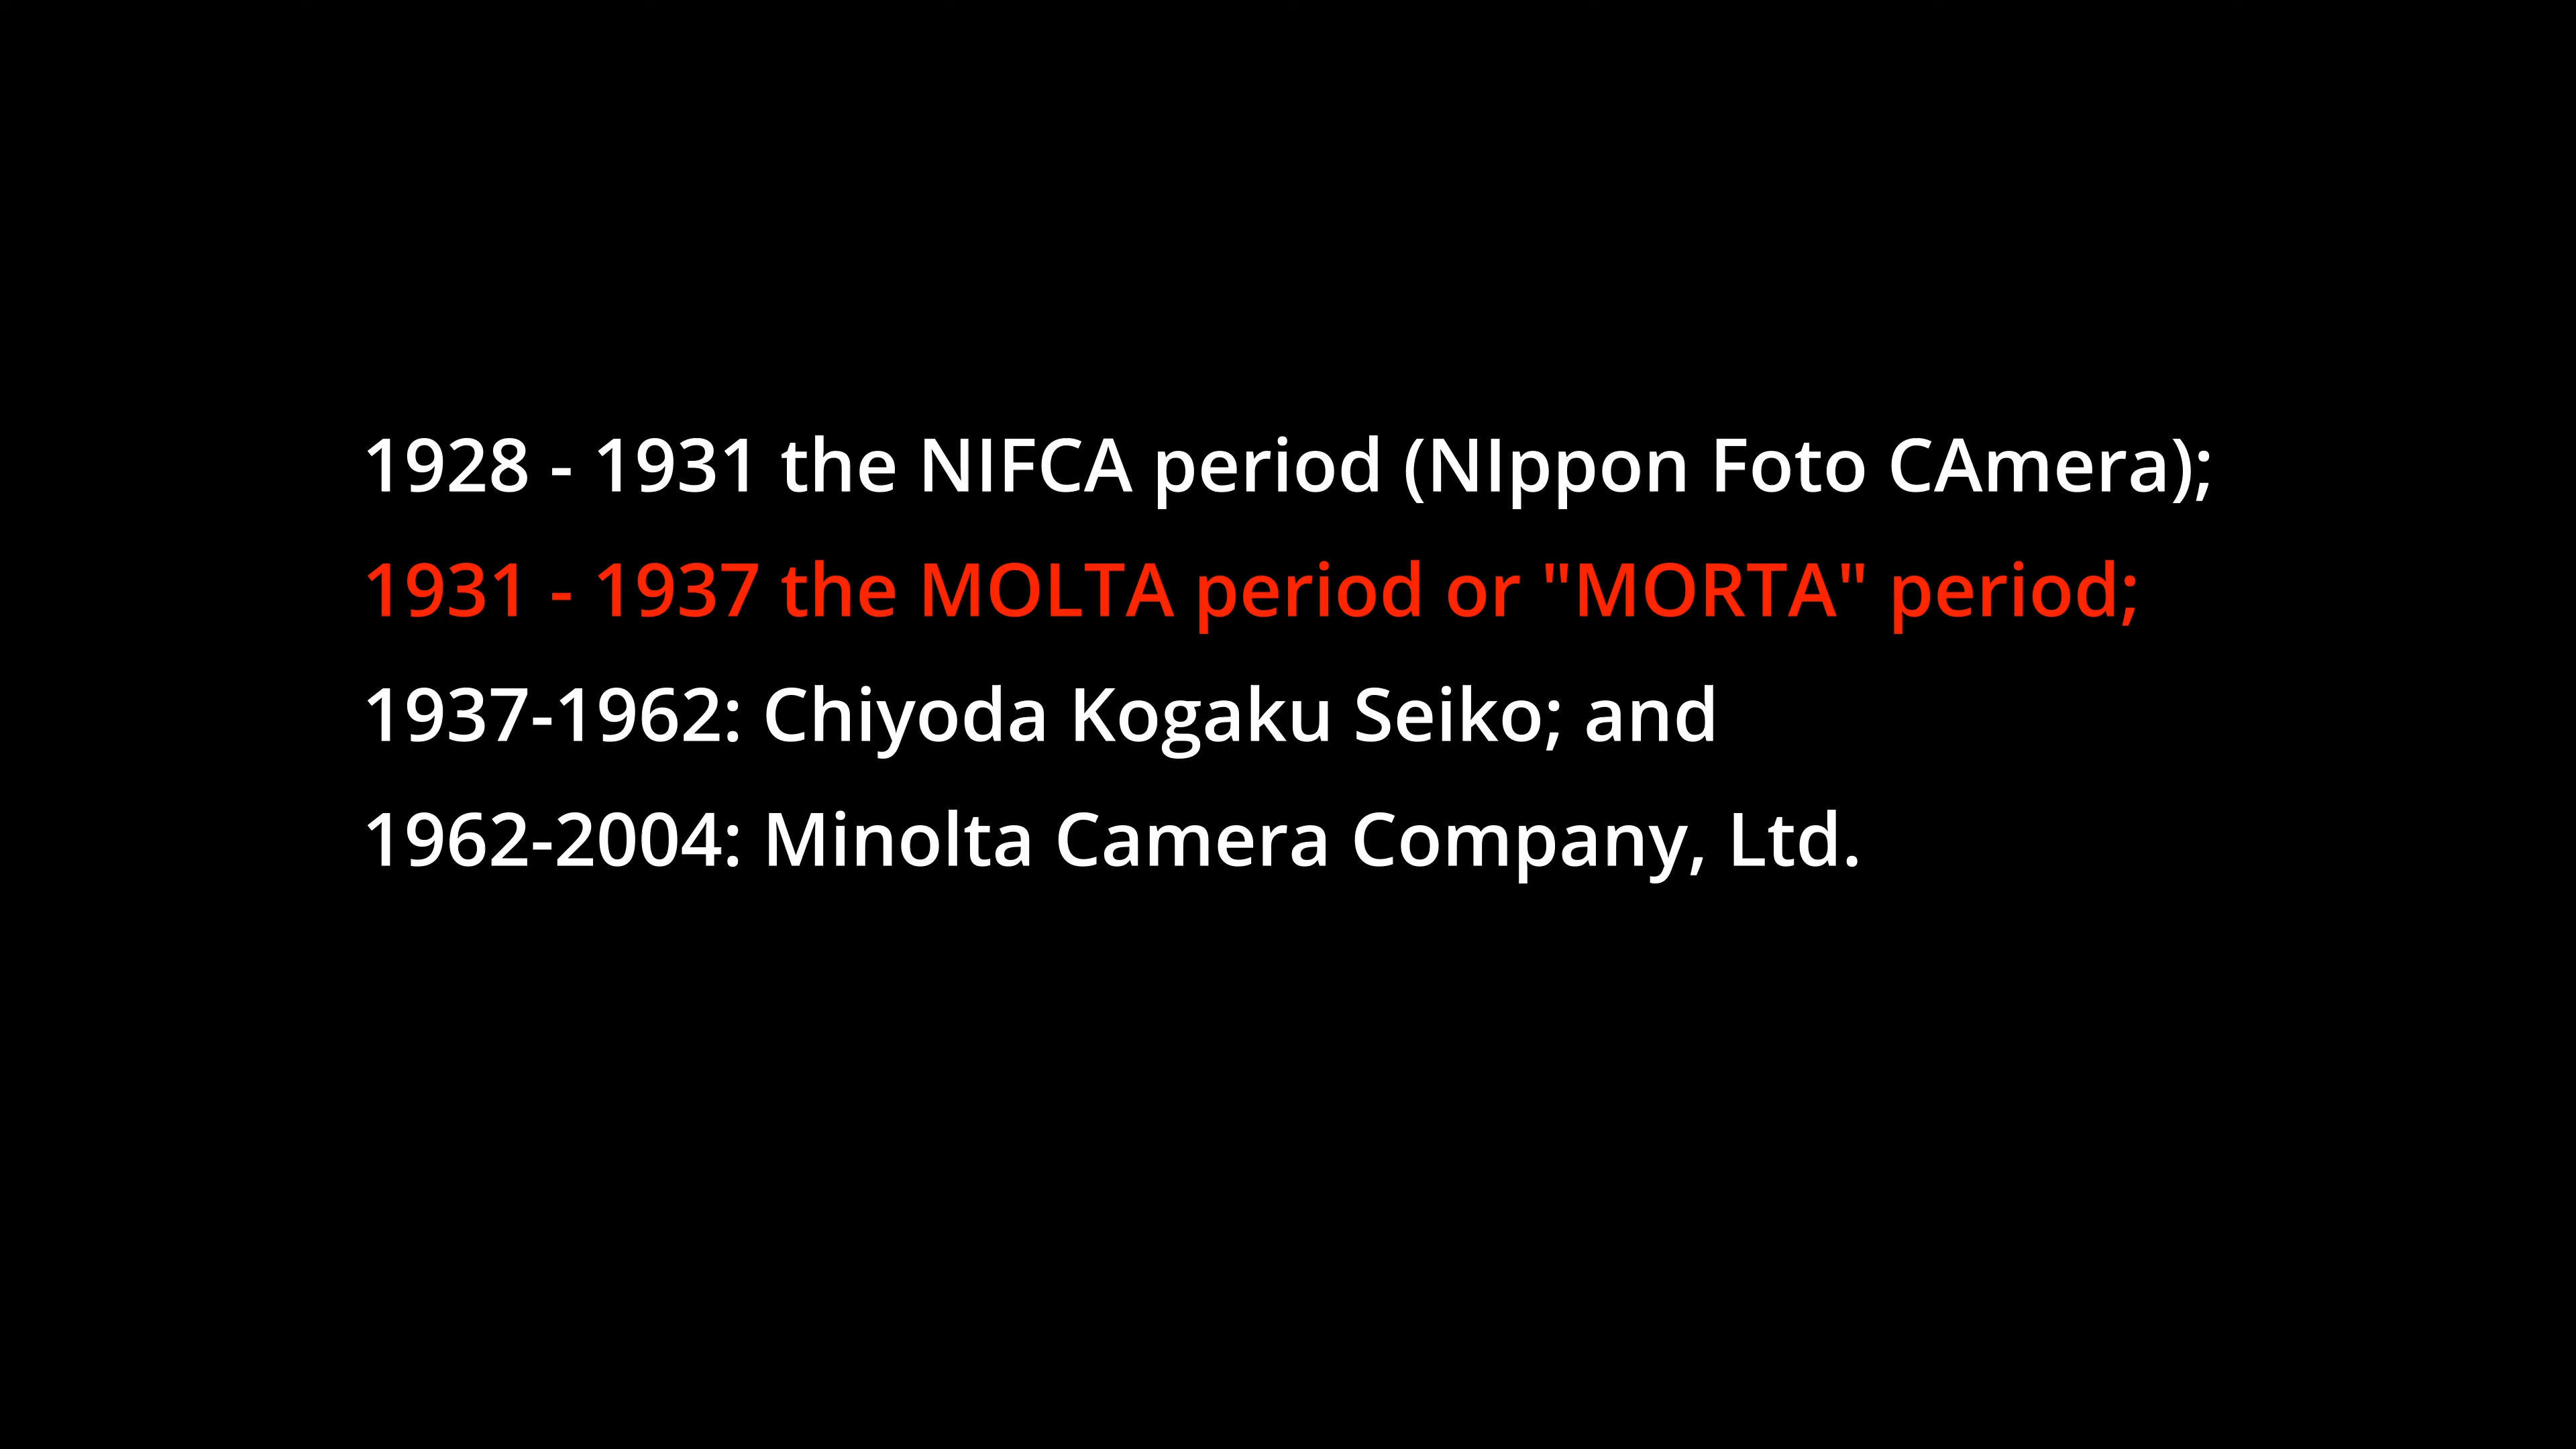 1928 - 1931 the NIFCA period (NIppon Foto CAmera);
1931 - 1937 the MOLTA period or "MORTA" period;
1937-1962: Chiyoda Kogaku Seiko; and
1962-2004: Minolta Camera Company, Ltd.